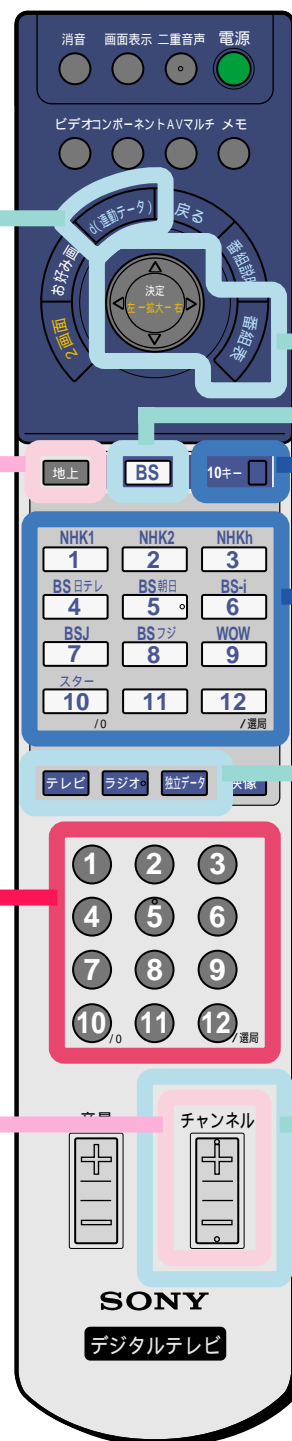 消音 画面表示 二重音声 電源
ビデオ コンポーネント AVマルチ メモ
d(連動データ) 戻る
お好み画 番組説明
2画面 番組表
決定
左ー拡大ー右
地上 BS 10キー
NHK1 NHK2 NHKh
1 2 3
BS日テレ BS朝日 BS-i
4 5 6
BSJ BSフジ WOW
7 8 9
スター
10 11 12
/0 /選局
テレビ ラジオ 独立データ 映像
1 2 3
4 5 6
7 8 9
10/0 11 12/選局
音量 チャンネル
SONY
デジタルテレビ